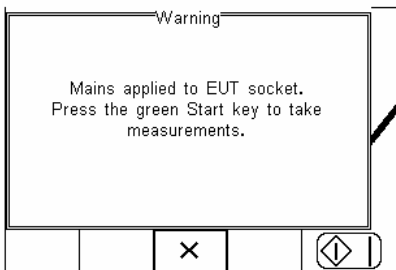 Warning
Mains applied to EUT socket.
Press the green Start key to take
measurements.